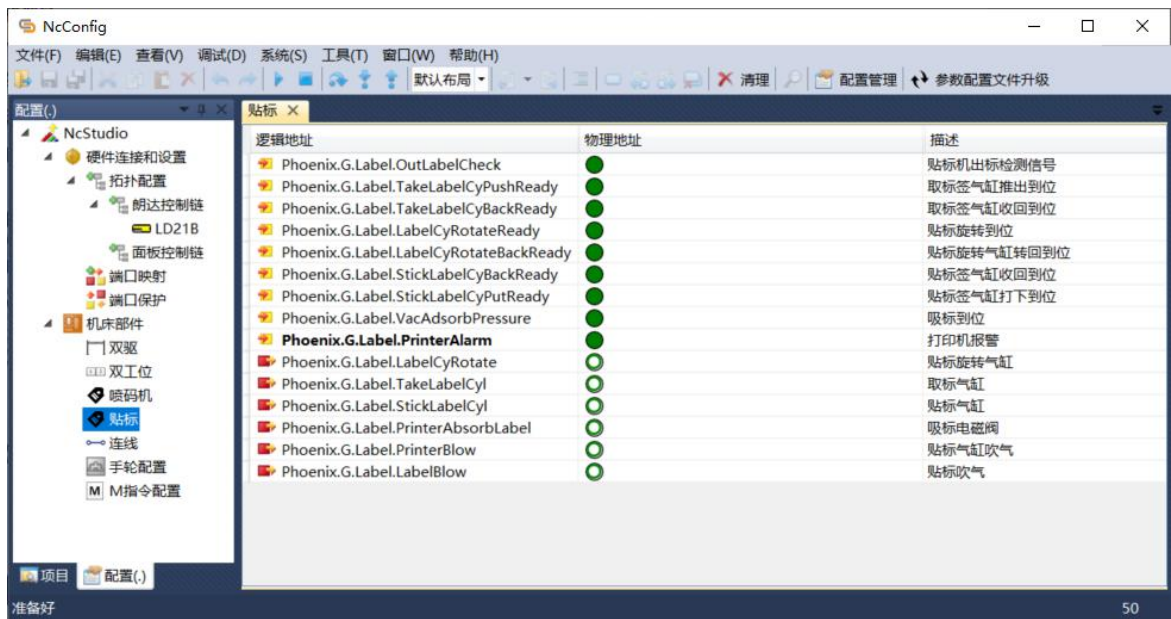 NcConfig
文件(F) 编辑(E) 查看(V) 调试(D) 系统(S) 工具(T) 窗口(W) 帮助(H)
默认布局 清理 配置管理 参数配置文件升级
配置(.) 贴标
NcStudio
硬件连接和设置
拓扑配置
朗达控制链
LD21B
面板控制链
端口映射
端口保护
机床部件
双驱
双工位
喷码机
贴标
连线
手轮配置
M M指令配置
项目 配置(.)
逻辑地址 物理地址 描述
Phoenix.G.Label.OutLabelCheck 贴标机出标检测信号
Phoenix.G.Label.TakeLabelCyPushReady 取标签气缸推出到位
Phoenix.G.Label.TakeLabelCyBackReady 取标签气缸收回到位
Phoenix.G.Label.LabelCyRotateReady 贴标旋转到位
Phoenix.G.Label.LabelCyRotateBackReady 贴标旋转气缸转回到位
Phoenix.G.Label.StickLabelCyBackReady 贴标签气缸收回到位
Phoenix.G.Label.StickLabelCyPutReady 贴标签气缸打下到位
Phoenix.G.Label.VacAdsorbPressure 吸标到位
Phoenix.G.Label.PrinterAlarm 打印机报警
Phoenix.G.Label.LabelCyRotate 贴标旋转气缸
Phoenix.G.Label.TakeLabelCyl 取标气缸
Phoenix.G.Label.StickLabelCyl 贴标气缸
Phoenix.G.Label.PrinterAbsorbLabel 吸标电磁阀
Phoenix.G.Label.PrinterBlow 贴标气缸吹气
Phoenix.G.Label.LabelBlow 贴标吹气
准备好 50